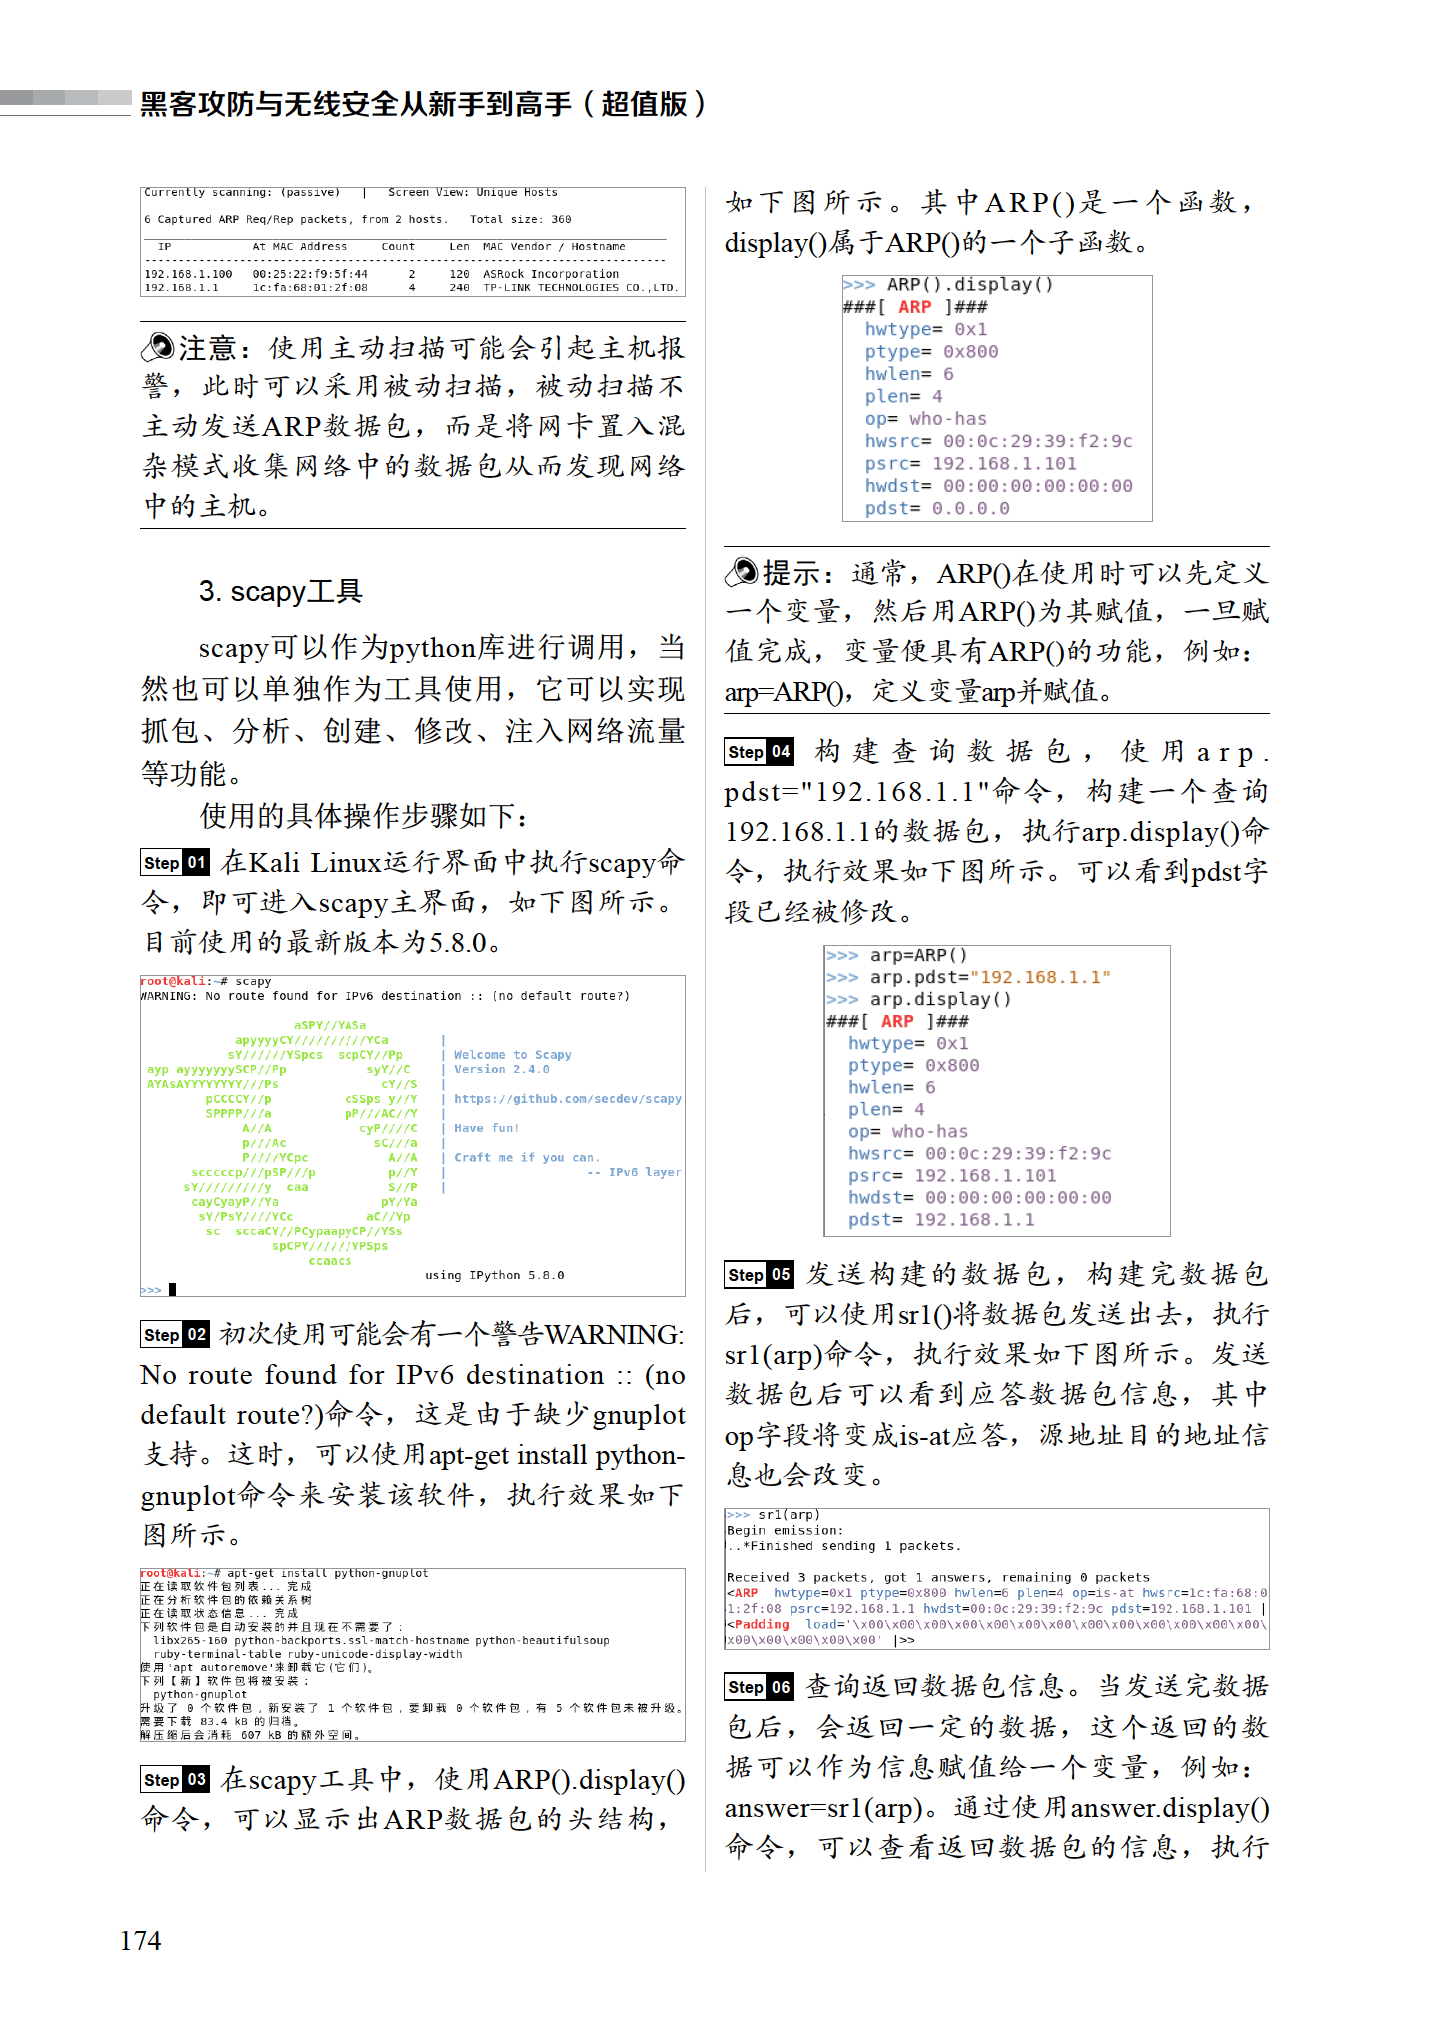 黑客攻防与无线安全从新手到高手（超值版）
Currently scanning: (passive)   |   Screen View: Unique Hosts
6 Captured ARP Req/Rep packets, from 2 hosts.   Total size: 360
IP            At MAC Address     Count     Len  MAC Vendor / Hostname
-----------------------------------------------------------------------------
192.168.1.100   00:25:22:f9:5f:44      2     120  ASRock Incorporation
192.168.1.1     1c:fa:68:01:2f:08      4     240  TP-LINK TECHNOLOGIES CO.,LTD.
注意：使用主动扫描可能会引起主机报
警，此时可以采用被动扫描，被动扫描不
主动发送ARP数据包，而是将网卡置入混
杂模式收集网络中的数据包从而发现网络
中的主机。
3. scapy工具
scapy可以作为python库进行调用，当
然也可以单独作为工具使用，它可以实现
抓包、分析、创建、修改、注入网络流量
等功能。
使用的具体操作步骤如下：
Step 01 在Kali Linux运行界面中执行scapy命
令，即可进入scapy主界面，如下图所示。
目前使用的最新版本为5.8.0。
root@kali:~# scapy
WARNING: No route found for IPv6 destination :: (no default route?)
aSPY//YASa
apyyyyCY//////////YCa       |
sY//////YSpcs  scpCY//Pp     | Welcome to Scapy
ayp ayyyyyyySCP//Pp           syY//C    | Version 2.4.0
AYAsAYYYYYYYY///Ps              cY//S   |
pCCCCY//p          cSSps y//Y   | https://github.com/secdev/scapy
SPPPP///a          pP///AC//Y   |
A//A            cyP////C   | Have fun!
p///Ac            sC///a   |
P////YCpc           A//A   | Craft me if you can.
scccccp///pSP///p          p//Y   |                   -- IPv6 layer
sY/////////y  caa           S//P   |
cayCyayP//Ya              pY/Ya
sY/PsY////YCc          aC//Yp
sc  sccaCY//PCypaapyCP//YSs
spCPY//////YPSps
ccaacs
using IPython 5.8.0
>>>
Step 02 初次使用可能会有一个警告WARNING:
No route found for IPv6 destination :: (no
default route?)命令，这是由于缺少gnuplot
支持。这时，可以使用apt-get install python-
gnuplot命令来安装该软件，执行效果如下
图所示。
root@kali:~# apt-get install python-gnuplot
正在读取软件包列表... 完成
正在分析软件包的依赖关系树
正在读取状态信息... 完成
下列软件包是自动安装的并且现在不需要了：
libx265-160 python-backports.ssl-match-hostname python-beautifulsoup
ruby-terminal-table ruby-unicode-display-width
使用'apt autoremove'来卸载它(它们)。
下列【新】软件包将被安装：
python-gnuplot
升级了 0 个软件包，新安装了 1 个软件包，要卸载 0 个软件包，有 5 个软件包未被升级。
需要下载 83.4 kB 的归档。
解压缩后会消耗 607 kB 的额外空间。
Step 03 在scapy工具中，使用ARP().display()
命令，可以显示出ARP数据包的头结构，
如下图所示。其中ARP()是一个函数，
display()属于ARP()的一个子函数。
>>> ARP().display()
###[ ARP ]###
hwtype= 0x1
ptype= 0x800
hwlen= 6
plen= 4
op= who-has
hwsrc= 00:0c:29:39:f2:9c
psrc= 192.168.1.101
hwdst= 00:00:00:00:00:00
pdst= 0.0.0.0
提示：通常，ARP()在使用时可以先定义
一个变量，然后用ARP()为其赋值，一旦赋
值完成，变量便具有ARP()的功能，例如：
arp=ARP()，定义变量arp并赋值。
Step 04 构建查询数据包，使用arp.
pdst="192.168.1.1"命令，构建一个查询
192.168.1.1的数据包，执行arp.display()命
令，执行效果如下图所示。可以看到pdst字
段已经被修改。
>>> arp=ARP()
>>> arp.pdst="192.168.1.1"
>>> arp.display()
###[ ARP ]###
hwtype= 0x1
ptype= 0x800
hwlen= 6
plen= 4
op= who-has
hwsrc= 00:0c:29:39:f2:9c
psrc= 192.168.1.101
hwdst= 00:00:00:00:00:00
pdst= 192.168.1.1
Step 05 发送构建的数据包，构建完数据包
后，可以使用sr1()将数据包发送出去，执行
sr1(arp)命令，执行效果如下图所示。发送
数据包后可以看到应答数据包信息，其中
op字段将变成is-at应答，源地址目的地址信
息也会改变。
>>> sr1(arp)
Begin emission:
..*Finished sending 1 packets.
Received 3 packets, got 1 answers, remaining 0 packets
<ARP  hwtype=0x1 ptype=0x800 hwlen=6 plen=4 op=is-at hwsrc=1c:fa:68:0
1:2f:08 psrc=192.168.1.1 hwdst=00:0c:29:39:f2:9c pdst=192.168.1.101 |
<Padding  load='\x00\x00\x00\x00\x00\x00\x00\x00\x00\x00\x00\x00\x00\
x00\x00\x00\x00\x00' |>>
Step 06 查询返回数据包信息。当发送完数据
包后，会返回一定的数据，这个返回的数
据可以作为信息赋值给一个变量，例如：
answer=sr1(arp)。通过使用answer.display()
命令，可以查看返回数据包的信息，执行
174